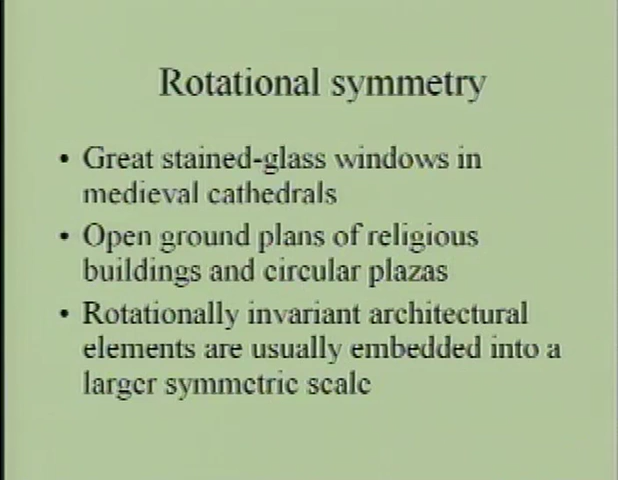 Rotational symmetry
• Great stained-glass windows in
medieval cathedrals
• Open ground plans of religious
buildings and circular plazas
• Rotationally invariant architectural
elements are usually embedded into a
larger symmetric scale